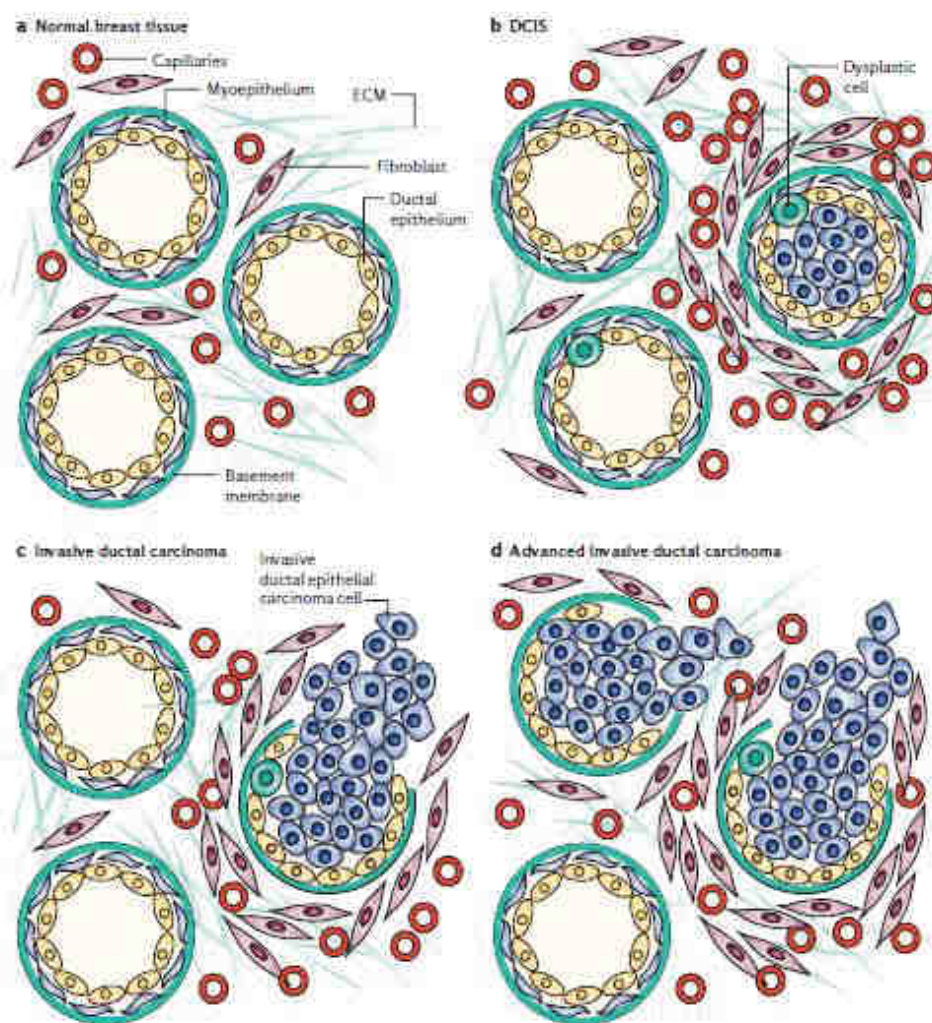 a Normal breast tissue
Capillaries
Myoepithelium
ECM
Fibroblast
Ductal
epithelium
Basement
membrane
b DCIS
Dysplastic
cell
c Invasive ductal carcinoma
Invasive
ductal epithelial
carcinoma cell
d Advanced invasive ductal carcinoma